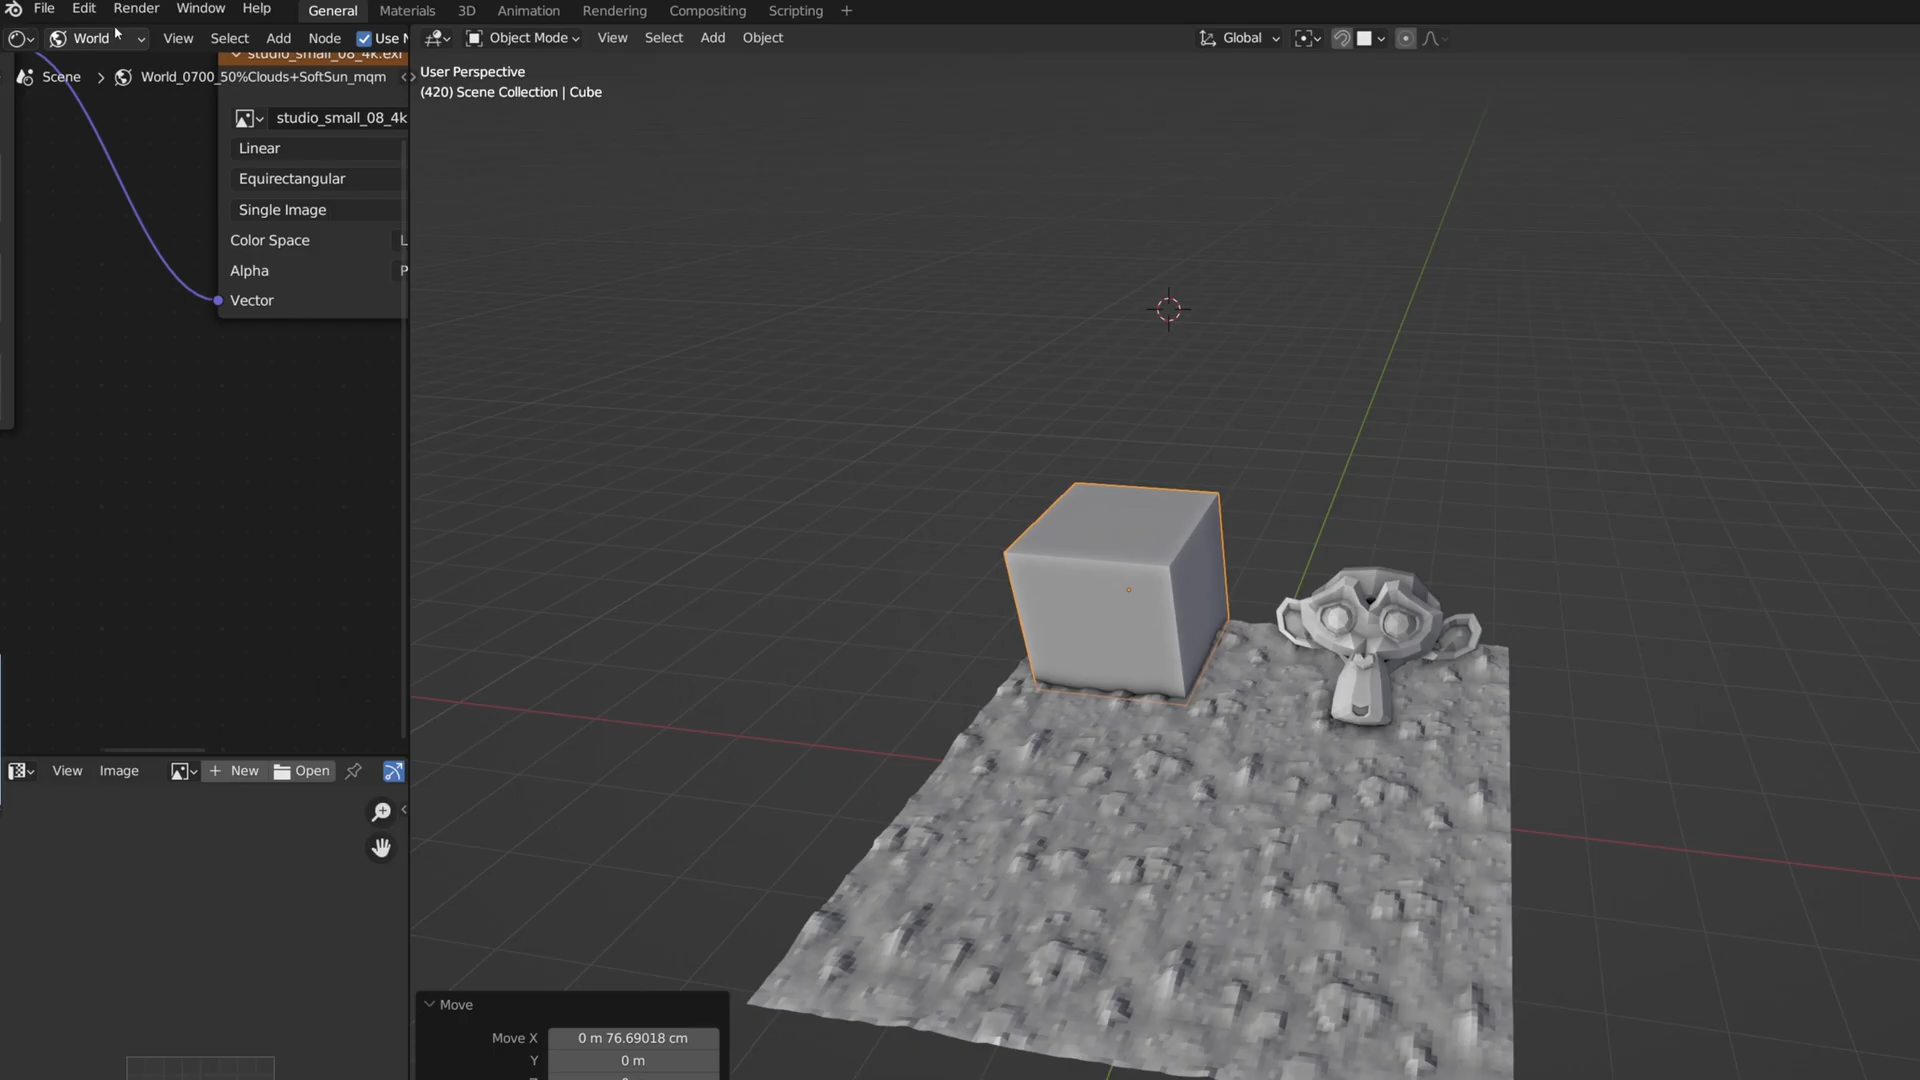 File Edit Render Window Help General Materials 3D Animation Rendering Compositing Scripting
World View Select Add Node Use N
Object Mode View Select Add Object Global
studio_small_08_4k.exr
Scene > World_0700_50%Clouds+SoftSun_mqm
User Perspective
(420) Scene Collection | Cube
studio_small_08_4k
Linear
Equirectangular
Single Image
Color Space L
Alpha P
Vector
View Image New Open
Move
Move X 0 m 76.69018 cm
Y 0 m